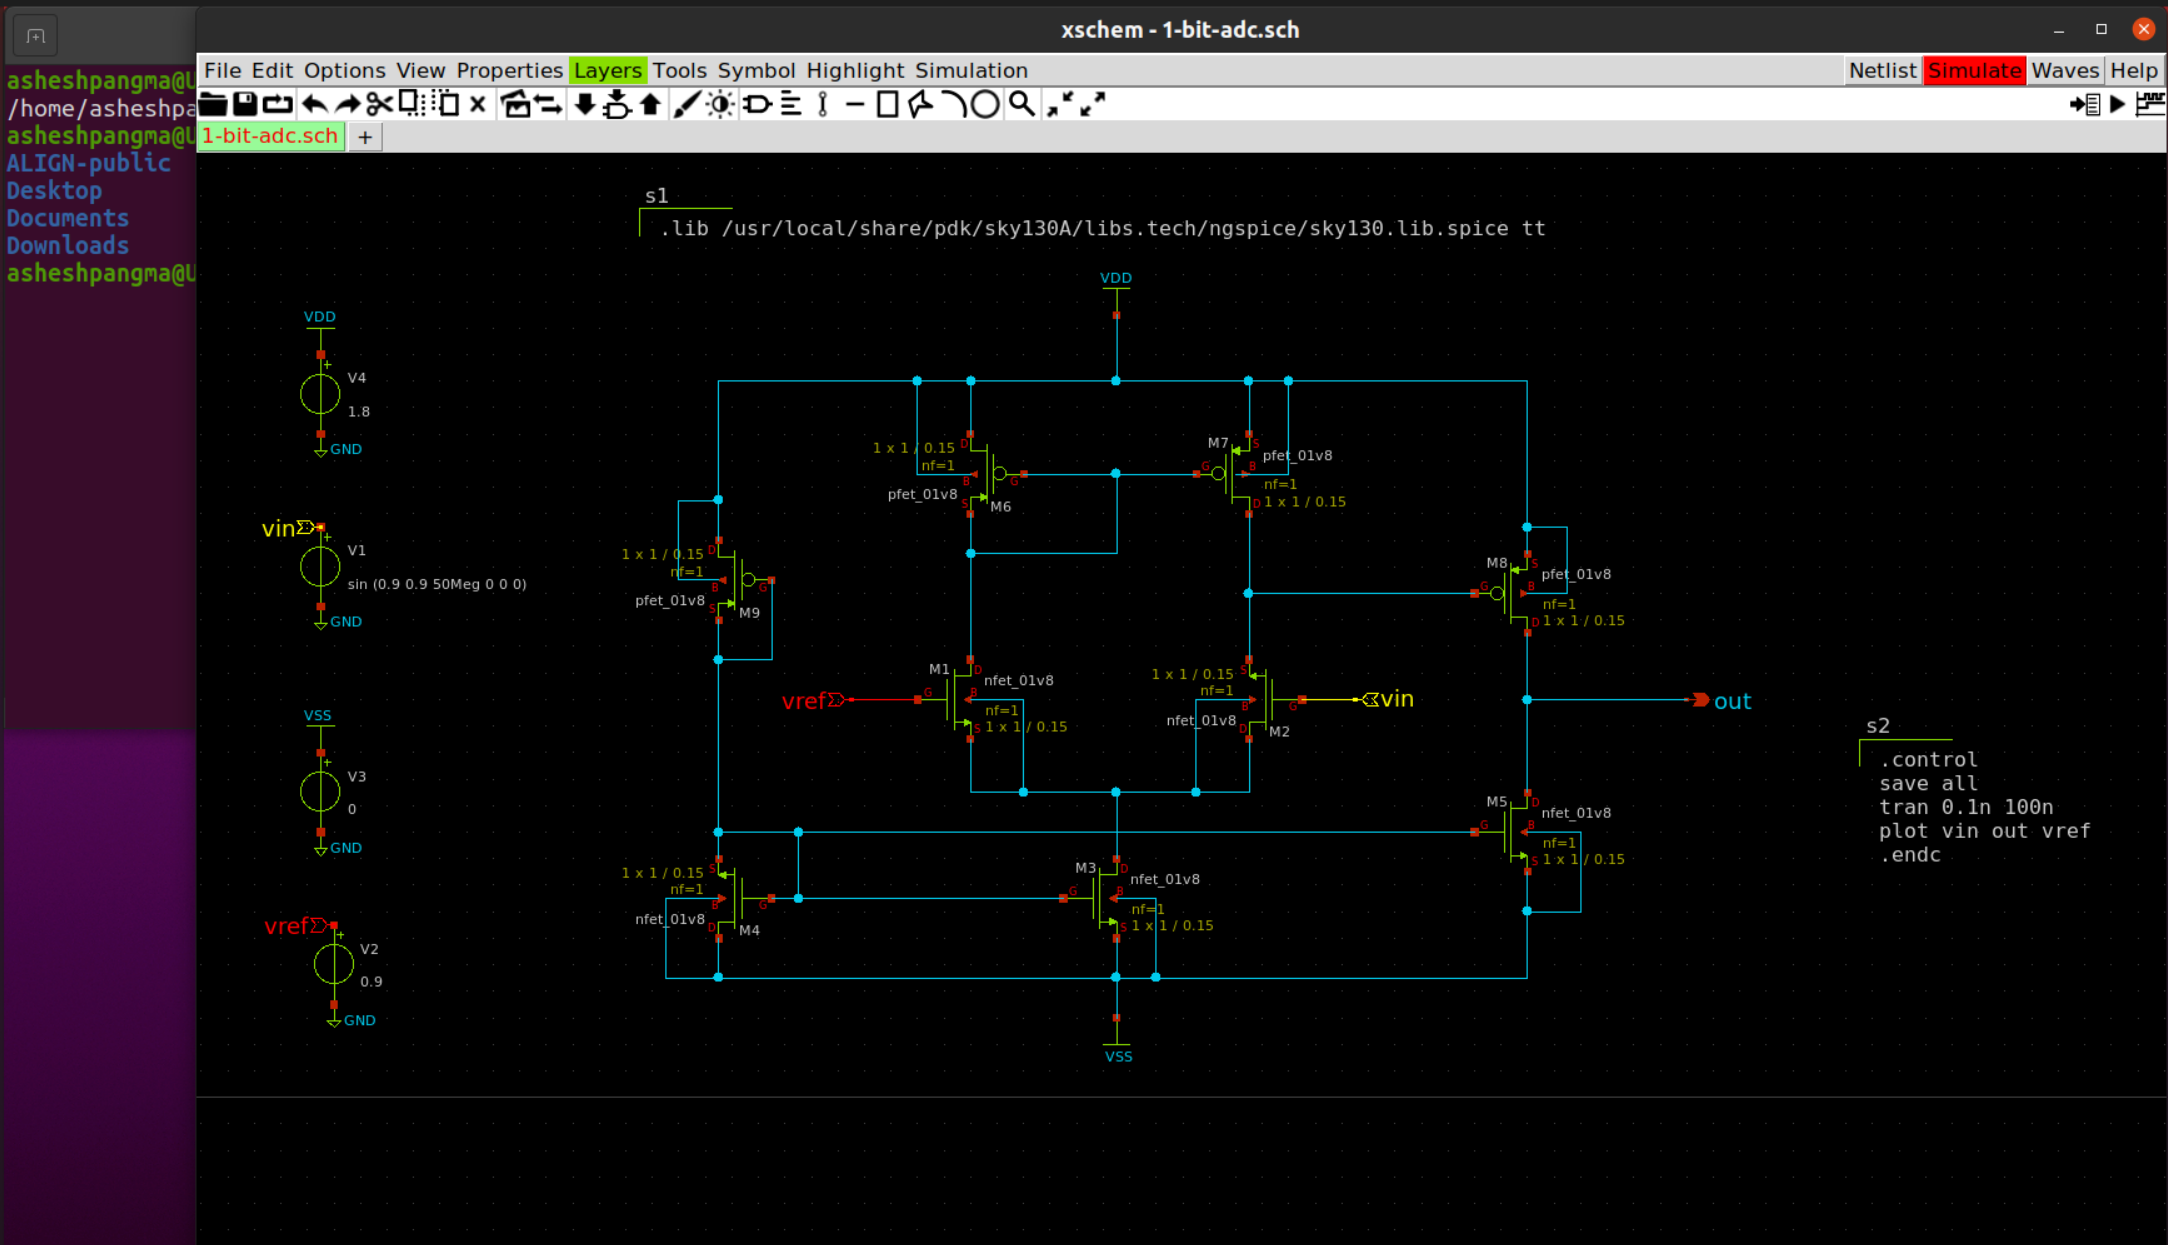 xschem - 1-bit-adc.sch
File Edit Options View Properties Layers Tools Symbol Highlight Simulation Netlist Simulate Waves Help
1-bit-adc.sch +
asheshpangma@U
/home/asheshpa
asheshpangma@U
ALIGN-public
Desktop
Documents
Downloads
asheshpangma@U
s1
.lib /usr/local/share/pdk/sky130A/libs.tech/ngspice/sky130.lib.spice tt
VDD
VDD
+
V4
1.8
GND
vin
+
V1
sin (0.9 0.9 50Meg 0 0 0)
GND
VSS
+
V3
0
GND
vref
+
V2
0.9
GND
1 x 1 / 0.15
nf=1
pfet_01v8
D
B
G
S
M6
M7
S
pfet_01v8
G
B
nf=1
D
1 x 1 / 0.15
1 x 1 / 0.15
nf=1
pfet_01v8
D
B
G
S
M9
M8
S
pfet_01v8
G
B
nf=1
D
1 x 1 / 0.15
vref
M1
D
nfet_01v8
G
B
nf=1
S
1 x 1 / 0.15
1 x 1 / 0.15
nf=1
nfet_01v8
S
B
G
D
M2
vin
out
M5
D
nfet_01v8
G
B
nf=1
S
1 x 1 / 0.15
1 x 1 / 0.15
nf=1
nfet_01v8
S
B
G
D
M4
M3
D
nfet_01v8
G
B
nf=1
S
1 x 1 / 0.15
VSS
s2
.control
save all
tran 0.1n 100n
plot vin out vref
.endc